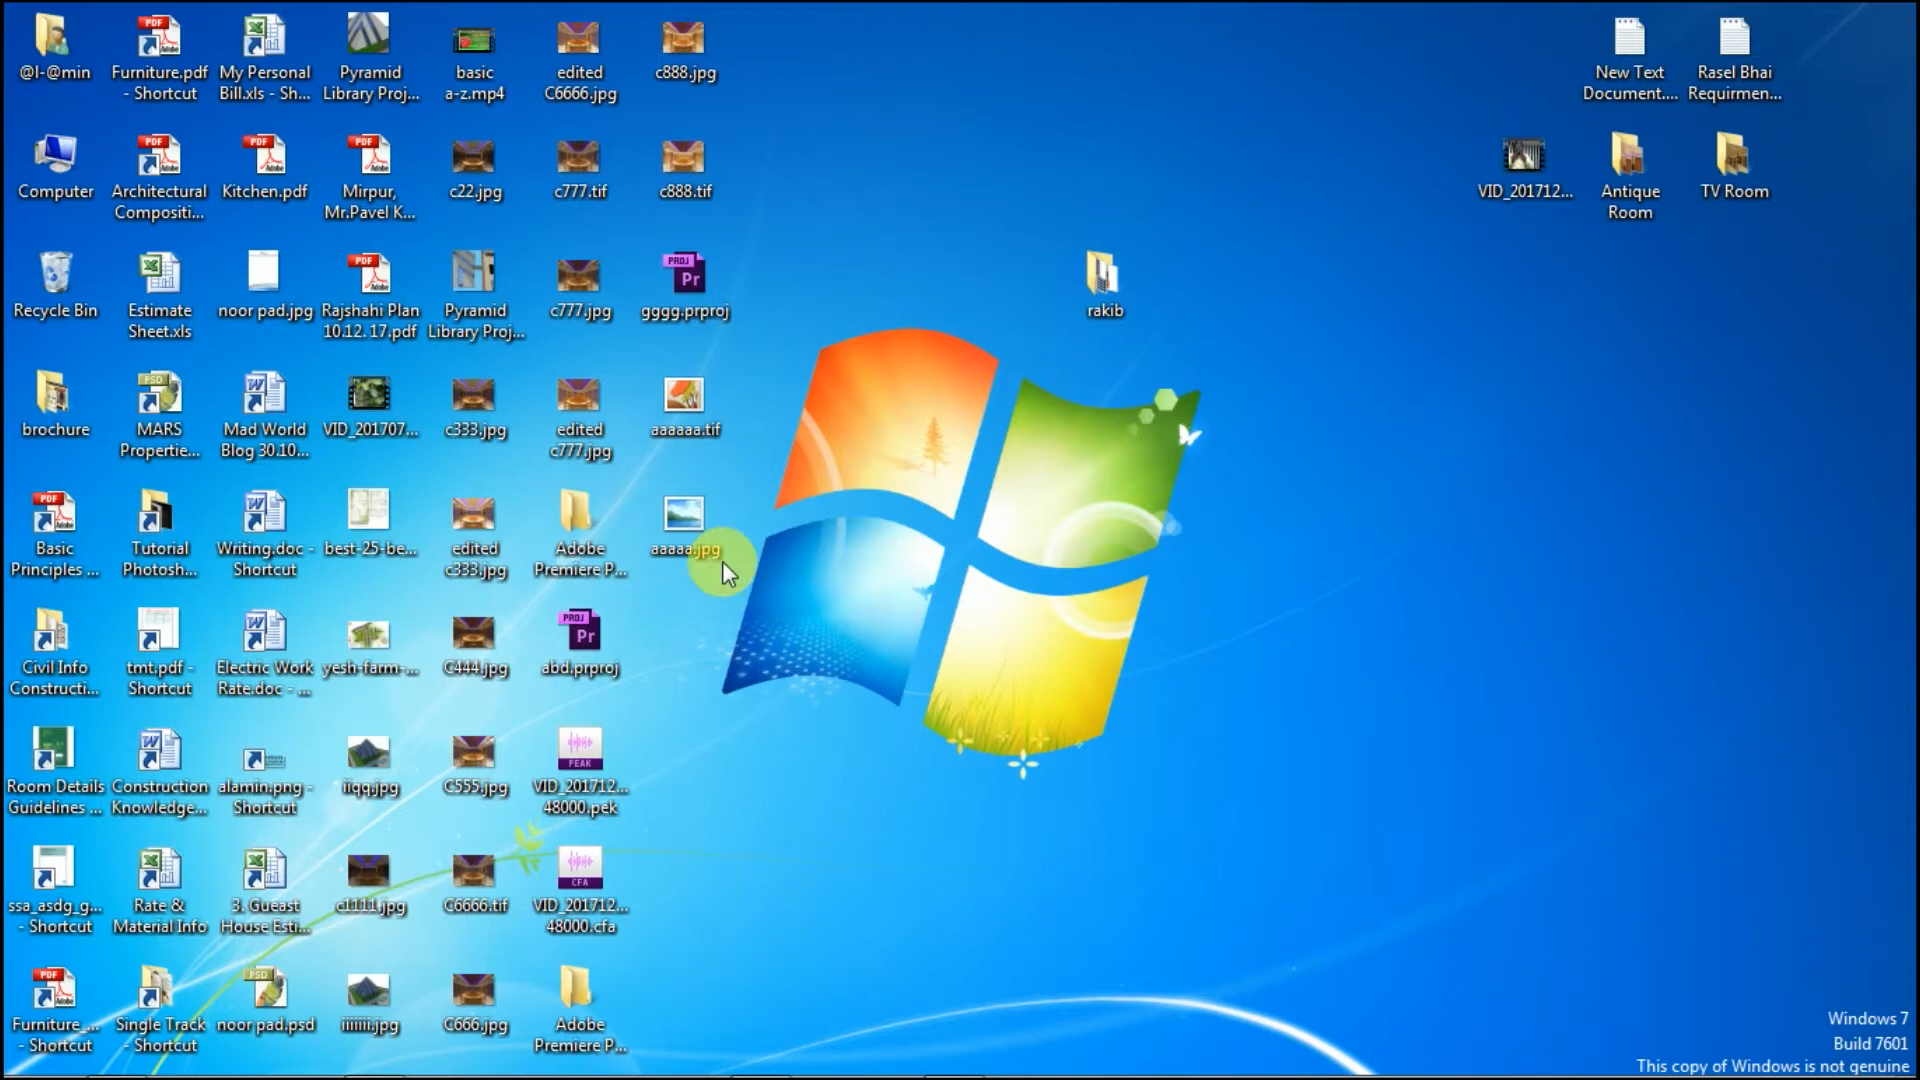 @l-@min
Furniture.pdf
- Shortcut
My Personal
Bill.xls - Sh...
Pyramid
Library Proj...
basic
a-z.mp4
edited
C6666.jpg
c888.jpg
New Text
Document....
Rasel Bhai
Requirmen...
Computer
Architectural
Compositi...
Kitchen.pdf
Mirpur,
Mr.Pavel K...
c22.jpg
c777.tif
c888.tif
VID_201712...
Antique
Room
TV Room
Recycle Bin
Estimate
Sheet.xls
noor pad.jpg
Rajshahi Plan
10.12. 17.pdf
Pyramid
Library Proj...
c777.jpg
gggg.prproj
rakib
brochure
MARS
Propertie...
Mad World
Blog 30.10...
VID_201707...
c333.jpg
edited
c777.jpg
aaaaaa.tif
Basic
Principles ...
Tutorial
Photosh...
Writing.doc -
Shortcut
best-25-be...
edited
c333.jpg
Adobe
Premiere P...
aaaaa.jpg
Civil Info
Constructi...
tmt.pdf -
Shortcut
Electric Work
Rate.doc - ...
yesh-farm-...
C444.jpg
abd.prproj
Room Details
Guidelines ...
Construction
Knowledge...
alamin.png -
Shortcut
iiqq.jpg
C555.jpg
VID_201712...
48000.pek
ssa_asdg_g...
- Shortcut
Rate &
Material Info
3. Gueast
House Esti...
c1111.jpg
C6666.tif
VID_201712...
48000.cfa
Furniture_...
- Shortcut
Single Track
- Shortcut
noor pad.psd
iiiiiii.jpg
C666.jpg
Adobe
Premiere P...
Windows 7
Build 7601
This copy of Windows is not genuine